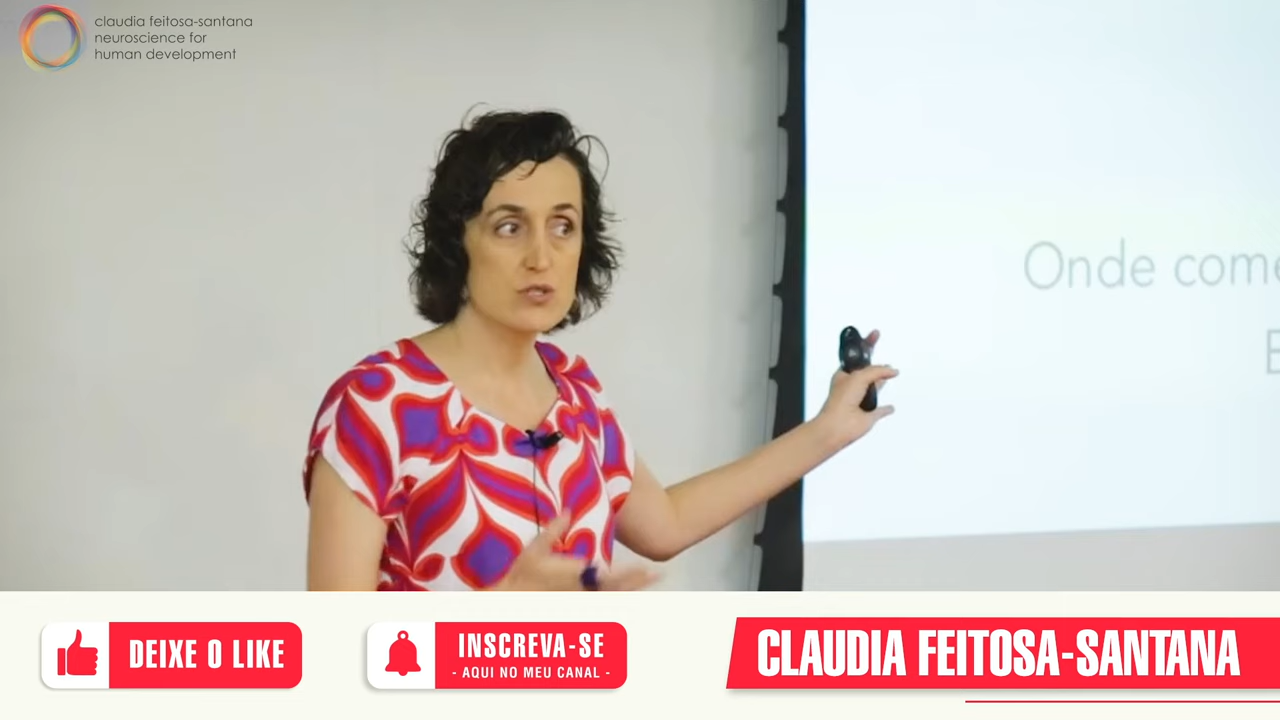 claudia feitosa-santana
neuroscience for
human development
Onde
DEIXE O LIKE
INSCREVA-SE
- AQUI NO MEU CANAL -
CLAUDIA FEITOSA-SANTANA